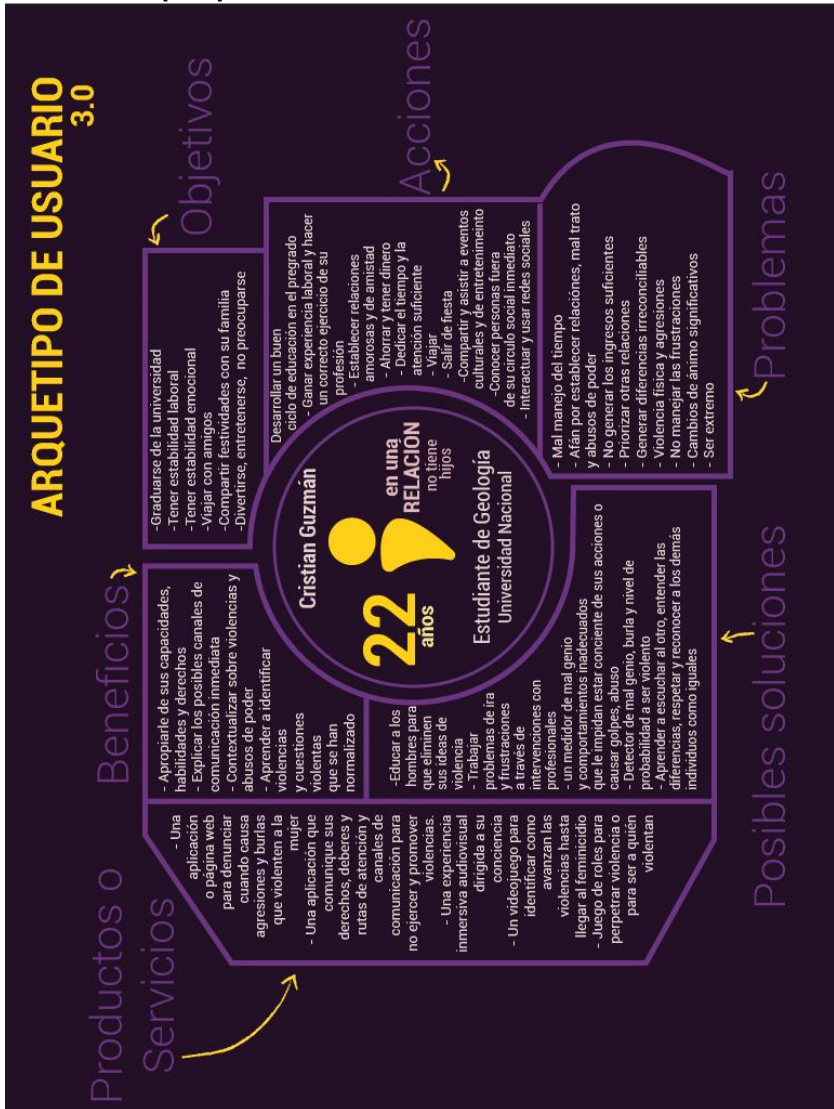 ARQUETIPO DE USUARIO
3.0
Productos o
Servicios
- Una
aplicación
o página web
para denunciar
cuando causa
agresiones y burlas
que violenten a la
mujer
- Una aplicación que
comunique sus
derechos, deberes y
rutas de atención y
canales de
comunicación para
no ejercer y promover
violencias.
- Una experiencia
inmersiva audiovisual
dirigida a su
conciencia
- Un videojuego para
identificar como
avanzan las
violencias hasta
llegar al feminicidio
- Juego de roles para
perpetrar violencia o
para ser a quién
violentan
Beneficios
- Apropiarle de sus capacidades,
habilidades y derechos
- Explicar los posibles canales de
comunicación inmediata
- Contextualizar sobre violencias y
abusos de poder
- Aprender a identificar
violencias
y cuestiones
violentas
que se han
normalizado
Objetivos
-Graduarse de la universidad
-Tener estabilidad laboral
-Tener estabilidad emocional
-Viajar con amigos
-Compartir festividades con su familia
-Divertirse, entretenerse, no preocuparse
Cristian Guzmán
22
años
en una
RELACION
no tiene
hijos
Estudiante de Geología
Universidad Nacional
Acciones
Desarrollar un buen
ciclo de educación en el pregrado
- Ganar experiencia laboral y hacer
un correcto ejercicio de su
profesión
- Establecer relaciones
amorosas y de amistad
- Ahorrar y tener dinero
- Dedicar el tiempo y la
atención suficiente
- Viajar
- Salir de fiesta
-Compartir y asistir a eventos
culturales y de entretenimeinto
-Conocer personas fuera
de su circulo social inmediato
- Interactuar y usar redes sociales
Posibles soluciones
-Educar a los
hombres para
que eliminen
sus ideas de
violencia
- Trabajar
problemas de ira
y frustraciones
a través de
intervenciones con
profesionales
- un medidor de mal genio
y comportamientos inadecuados
que le impidan estar conciente de sus acciones o
causar golpes, abuso
- Detector de mal genio, burla y nivel de
probabilidad a ser violento
- Aprender a escuchar al otro, entender las
diferencias, respetar y reconocer a los demás
individuos como iguales
Problemas
- Mal manejo del tiempo
- Afán por establecer relaciónes, mal trato
y abusos de poder
- No generar los ingresos suficientes
- Priorizar otras relaciones
- Generar diferencias irreconciliables
- Violencia física y agresiones
- No manejar las frustraciones
- Cambios de ánimo significativos
- Ser extremo